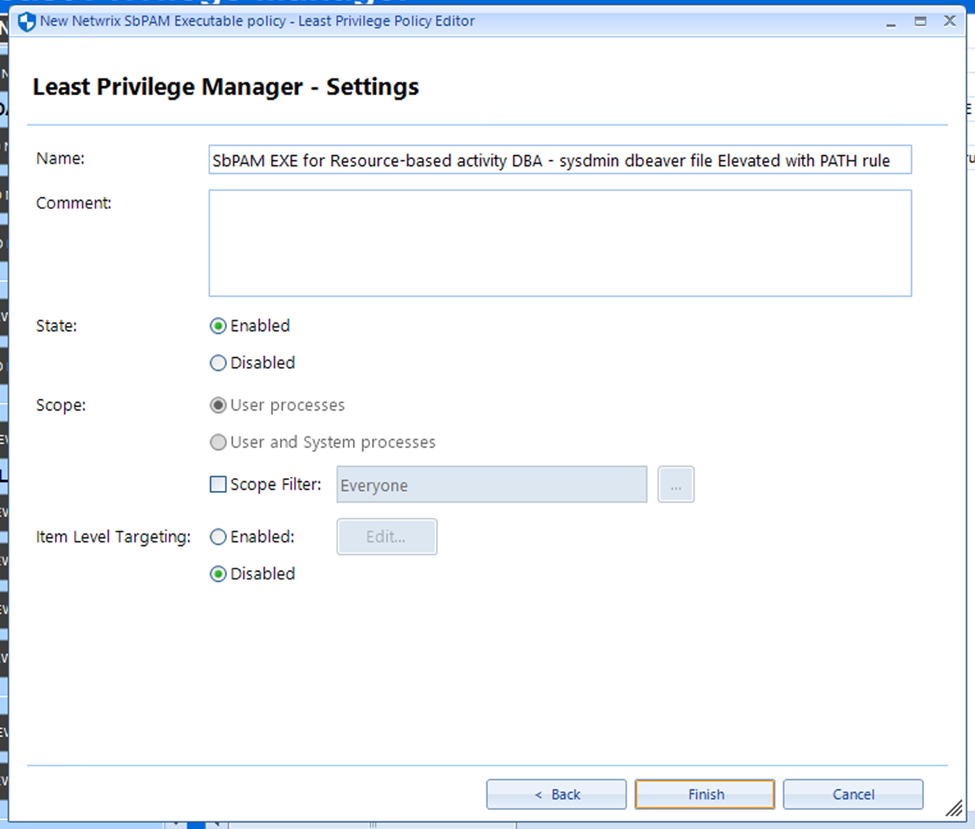 New Netwrix SbPAM Executable policy - Least Privilege Policy Editor
Least Privilege Manager - Settings
Name: SbPAM EXE for Resource-based activity DBA - sysdmin dbeaver file Elevated with PATH rule
Comment:
State: Enabled
Disabled
Scope: User processes
User and System processes
Scope Filter: Everyone ...
Item Level Targeting: Enabled: Edit...
Disabled
< Back Finish Cancel